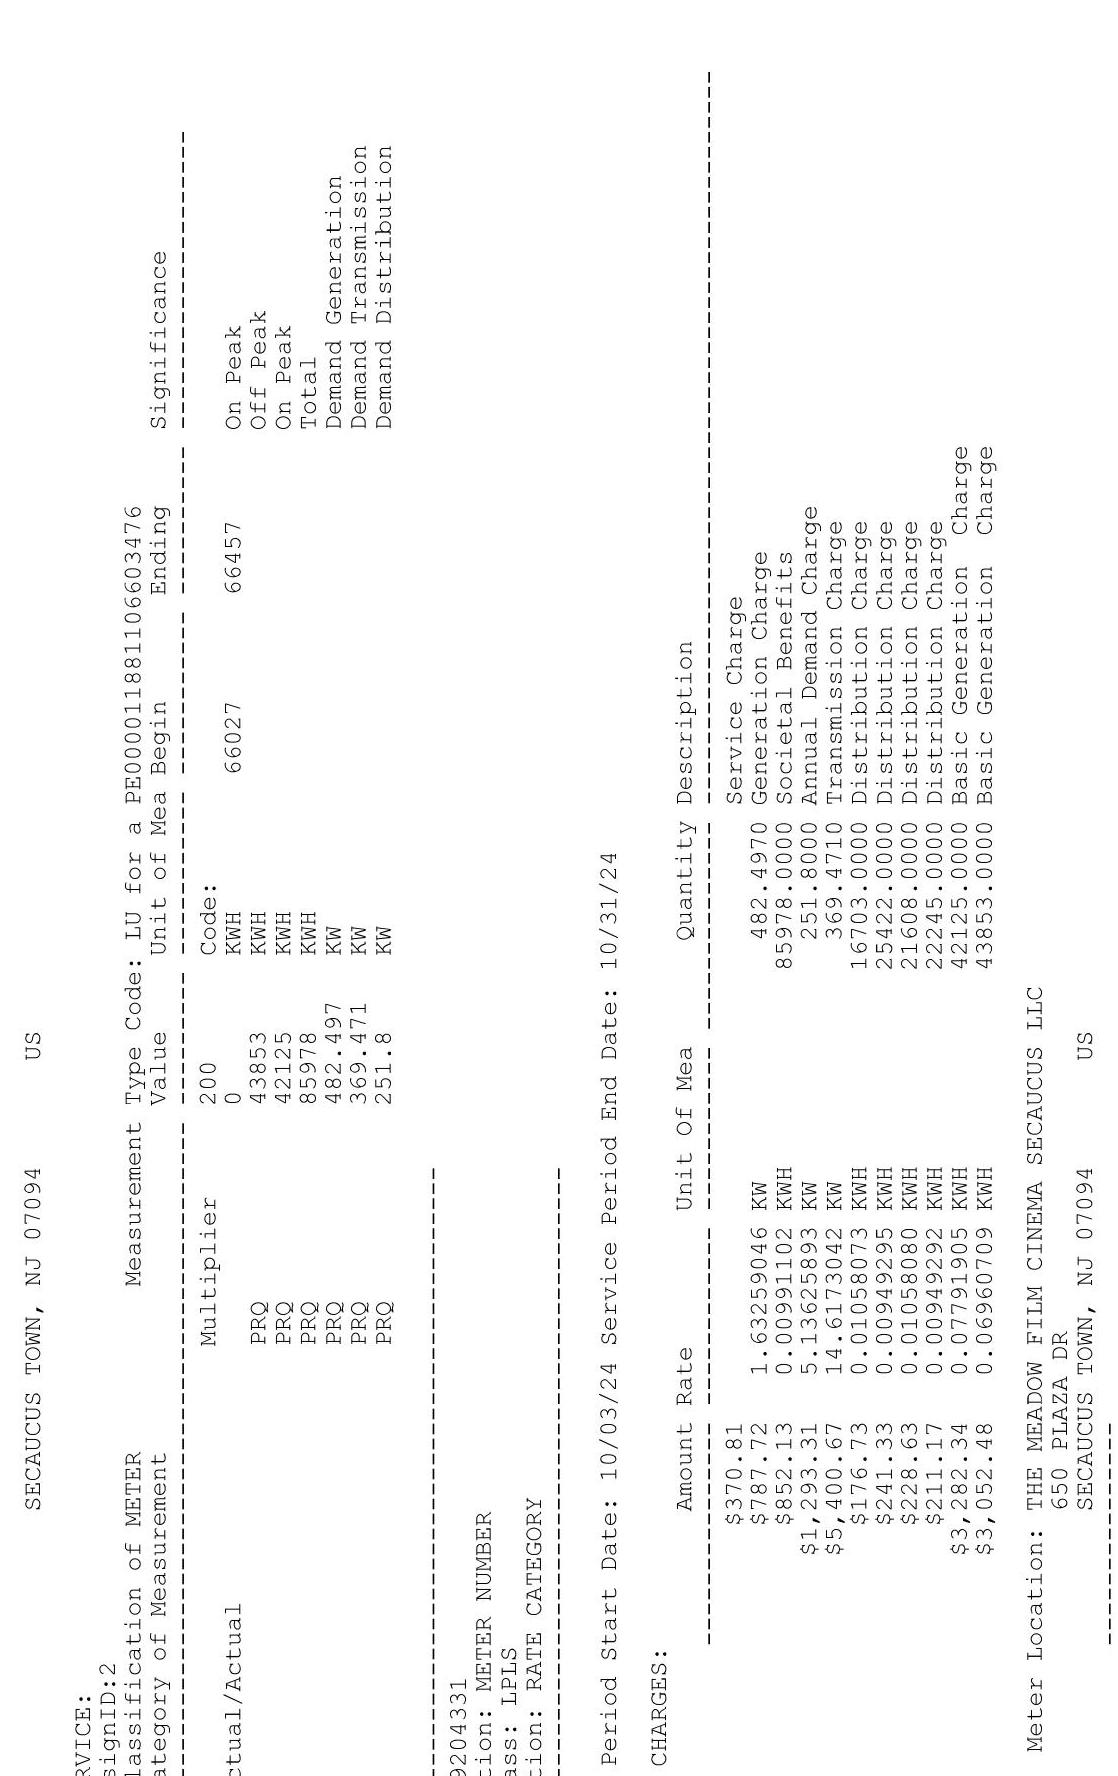 SECAUCUS TOWN, NJ 07094 US
RVICE:
signID:2
lassification of METER Measurement Type Code: LU for a PE000011881106603476
ategory of Measurement Value Unit of Mea Begin Ending Significance
Multiplier 200 Code:
ctual/Actual 0 KWH 66027 66457 On Peak
PRQ 43853 KWH Off Peak
PRQ 42125 KWH On Peak
PRQ 85978 KWH Total
PRQ 482.497 KW Demand Generation
PRQ 369.471 KW Demand Transmission
PRQ 251.8 KW Demand Distribution
9204331
tion: METER NUMBER
ass: LPLS
tion: RATE CATEGORY
Period Start Date: 10/03/24 Service Period End Date: 10/31/24
CHARGES:
Amount Rate Unit Of Mea Quantity Description
$370.81 Service Charge
$787.72 1.63259046 KW 482.4970 Generation Charge
$852.13 0.00991102 KWH 85978.0000 Societal Benefits
$1,293.31 5.13625893 KW 251.8000 Annual Demand Charge
$5,400.67 14.6173042 KW 369.4710 Transmission Charge
$176.73 0.01058073 KWH 16703.0000 Distribution Charge
$241.33 0.00949295 KWH 25422.0000 Distribution Charge
$228.63 0.01058080 KWH 21608.0000 Distribution Charge
$211.17 0.00949292 KWH 22245.0000 Distribution Charge
$3,282.34 0.07791905 KWH 42125.0000 Basic Generation Charge
$3,052.48 0.06960709 KWH 43853.0000 Basic Generation Charge
Meter Location: THE MEADOW FILM CINEMA SECAUCUS LLC
650 PLAZA DR
SECAUCUS TOWN, NJ 07094 US